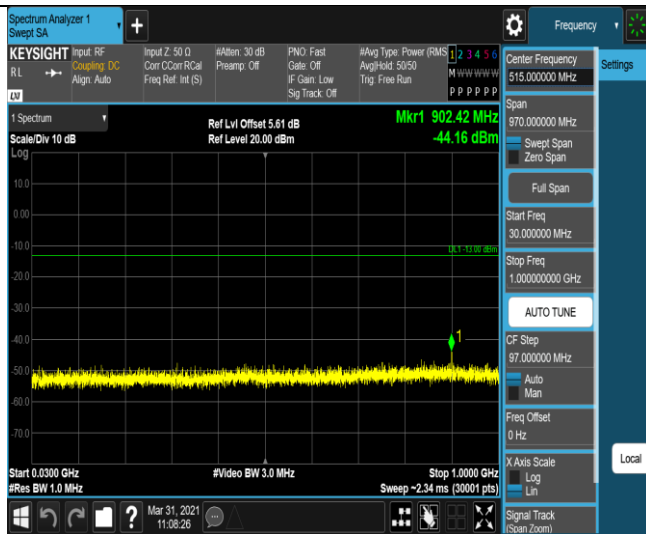 Spectrum Analyzer 1
Swept SA
+
Frequency
KEYSIGHT
RL
LXI
Input: RF
Coupling: DC
Align: Auto
Input Z: 50 Ω
Corr CCorr RCal
Freq Ref: Int (S)
#Atten: 30 dB
Preamp: Off
PNO: Fast
Gate: Off
IF Gain: Low
Sig Track: Off
#Avg Type: Power (RMS
Avg|Hold: 50/50
Trig: Free Run
1 2 3 4 5 6
M W W W W W
P P P P P P
1 Spectrum
Scale/Div 10 dB
Log
Ref Lvl Offset 5.61 dB
Ref Level 20.00 dBm
Mkr1 902.42 MHz
-44.16 dBm
10.0
0.00
-10.0
DL1 -13.00 dBm
-20.0
-30.0
-40.0
1
-50.0
-60.0
-70.0
Start 0.0300 GHz
#Res BW 1.0 MHz
#Video BW 3.0 MHz
Stop 1.0000 GHz
Sweep ~2.34 ms (30001 pts)
Center Frequency
515.000000 MHz
Span
970.000000 MHz
Swept Span
Zero Span
Full Span
Start Freq
30.000000 MHz
Stop Freq
1.000000000 GHz
AUTO TUNE
CF Step
97.000000 MHz
Auto
Man
Freq Offset
0 Hz
X Axis Scale
Log
Lin
Signal Track
(Span Zoom)
Settings
Local
?
Mar 31, 2021
11:08:26